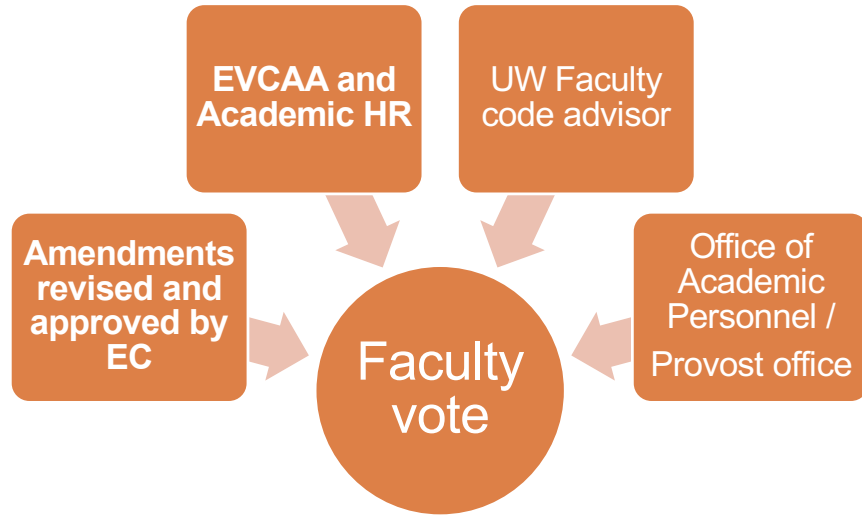 EVCAA and
Academic HR
UW Faculty
code advisor
Amendments
revised and
approved by
EC
Office of
Academic
Personnel /
Provost office
Faculty
vote